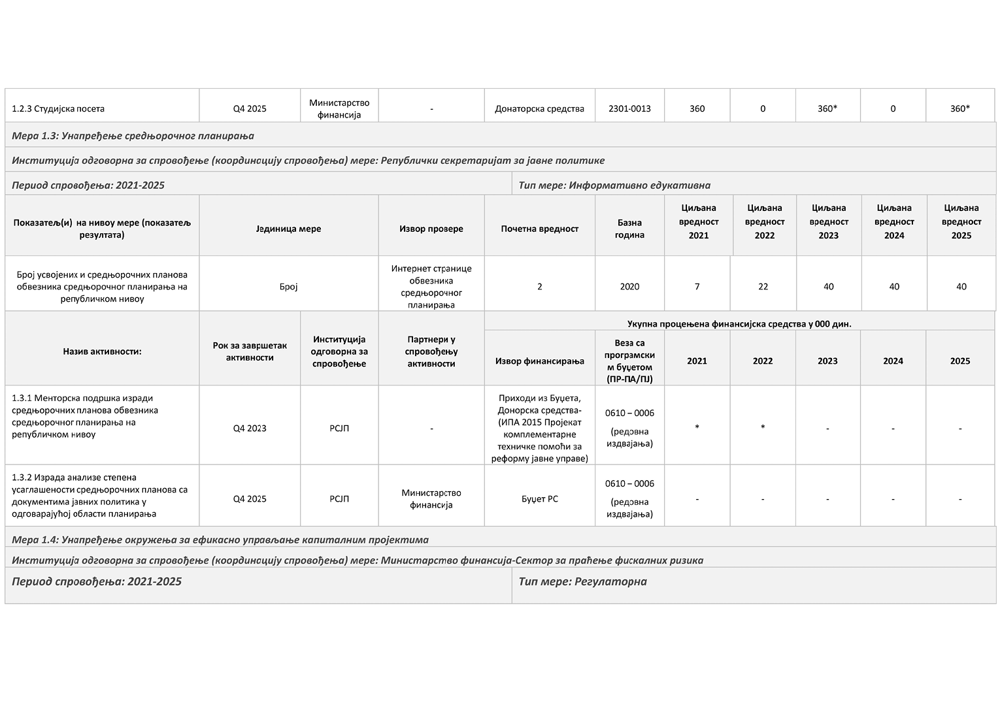 1.2.3 Студијска посета
Q4 2025
Министарство
финансија
-
Донаторска средства
2301-0013
360
0
360*
0
360*
Мера 1.3: Унапређење средњорочног планирања
Институција одговорна за спровођење (координацију спровођења) мере: Републички секретаријат за јавне политике
Период спровођења: 2021-2025
Тип мере: Информативно едукативна
Показатељ(и) на нивоу мере (показатељ
резултата)
Јединица мере
Извор провере
Почетна вредност
Базна
година
Циљана
вредност
2021
Циљана
вредност
2022
Циљана
вредност
2023
Циљана
вредност
2024
Циљана
вредност
2025
Број усвојених и средњорочних планова
обвезника средњорочног планирања на
републичком нивоу
Број
Интернет странице
обвезника
средњорочног
планирања
2
2020
7
22
40
40
40
Назив активности:
Рок за завршетак
активности
Институција
одговорна за
спровођење
Партнери у
спровођењу
активности
Укупна процењена финансијска средства у 000 дин.
Извор финансирања
Веза са
програмски
м буџетом
(ПР-ПА/ПЈ)
2021
2022
2023
2024
2025
1.3.1 Менторска подршка изради
средњорочних планова обвезника
средњорочног планирања на
републичком нивоу
Q4 2023
РСЈП
-
Приходи из Буџета,
Донорска средства-
(ИПА 2015 Пројекат
комплементарне
техничке помоћи за
реформу јавне управе)
0610 – 0006
(редовна
издвајања)
*
*
-
-
-
1.3.2 Израда анализе степена
усаглашености средњорочних планова са
документима јавних политика у
одговарајућој области планирања
Q4 2025
РСЈП
Министарство
финансија
Буџет РС
0610 – 0006
(редовна
издвајања)
-
-
-
-
-
Мера 1.4: Унапређење окружења за ефикасно управљање капиталним пројектима
Институција одговорна за спровођење (координацију спровођења) мере: Министарство финансија-Сектор за праћење фискалних ризика
Период спровођења: 2021-2025
Тип мере: Регулаторна